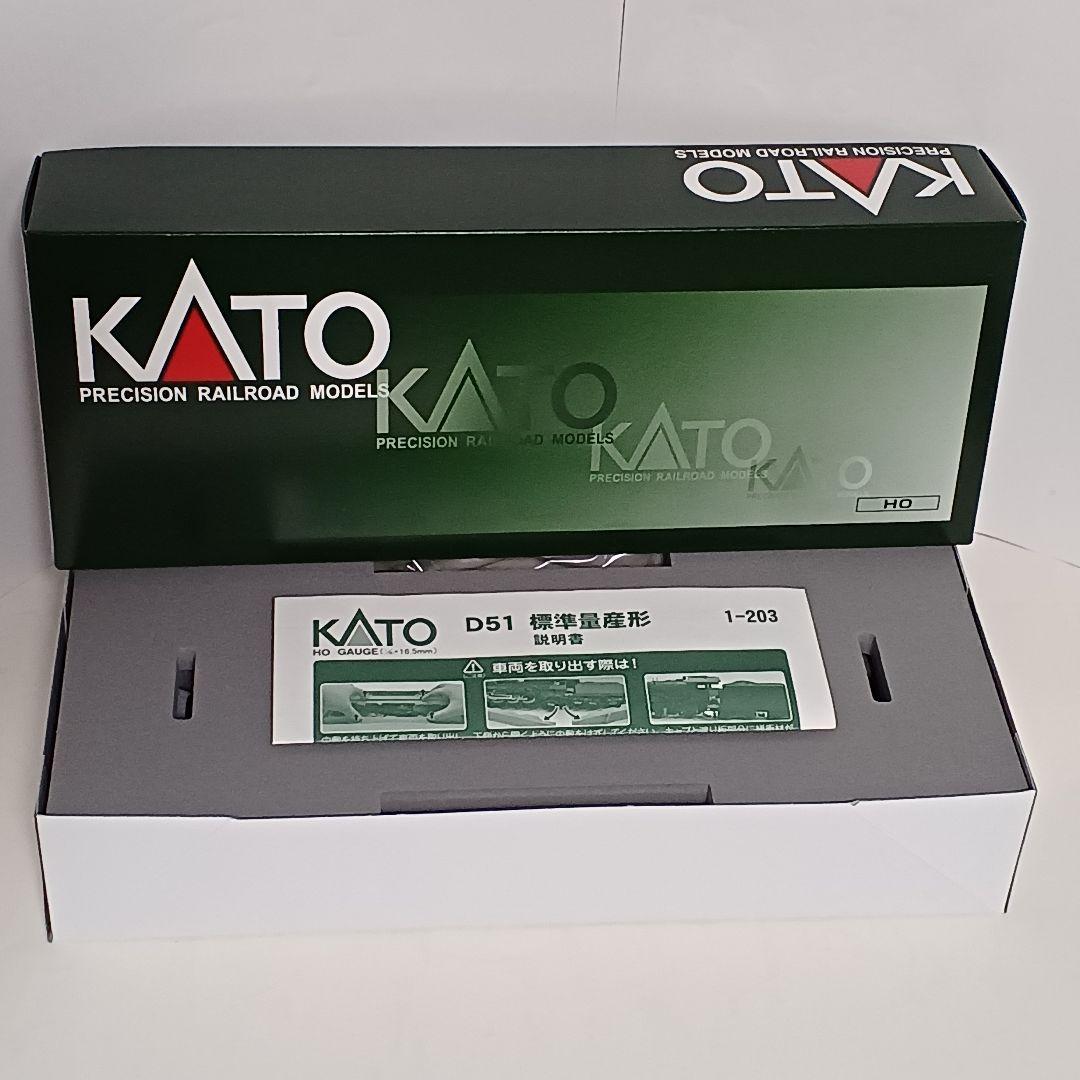 KATO
PRECISION RAILROAD MODELS
KATO
PRECISION RAILROAD MODELS
KATO
PRECISION RAILROAD MODELS
KATO
PRECISION RAILROAD MODELS
KATO
HO
KATO
HO GAUGE
D51 標準量産形
説明書
1-203
車両を取り出す際は!